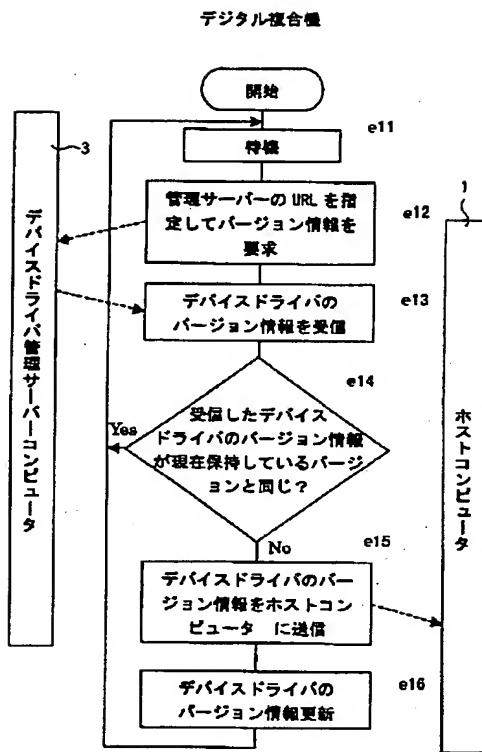 デジタル複合機
開始
e11
待機
3
1
管理サーバーの URL を指
定してバージョン情報を
要求
e12
デバイスドライバの
バージョン情報を受信
e13
e14
受信したデバイス
ドライバのバージョン情報
が現在保持しているバージ
ョンと同じ？
Yes
No
e15
デバイスドライバのバー
ジョン情報をホストコン
ピュータ に送信
デバイスドライバの
バージョン情報更新
e16
デバイスドライバ管理サーバーコンピュータ
ホストコンピュータ